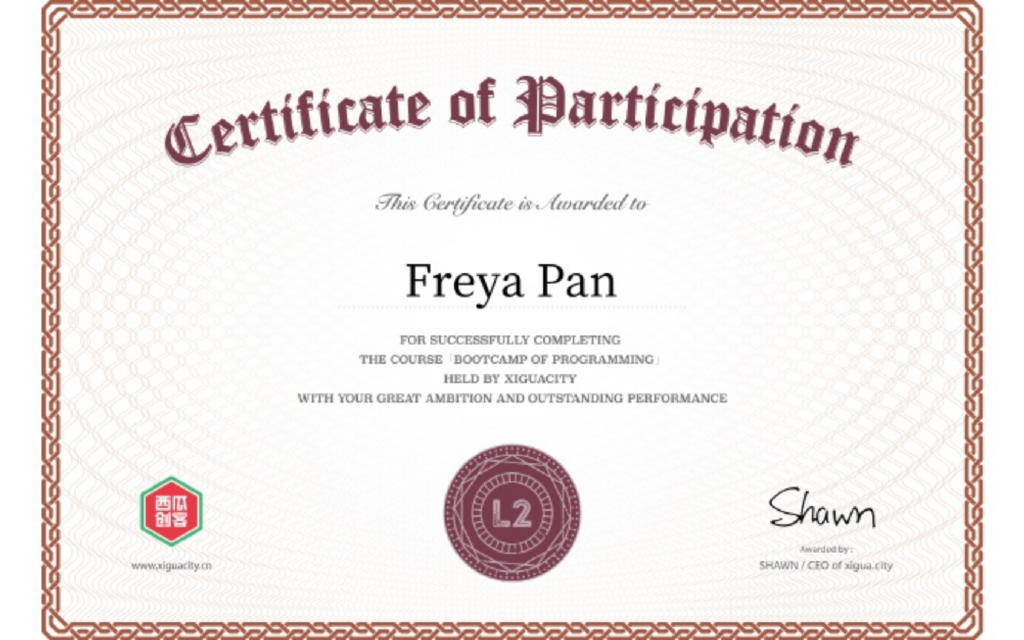 Certificate of Participation
This Certificate is Awarded to
Freya Pan
FOR SUCCESSFULLY COMPLETING
THE COURSE「BOOTCAMP OF PROGRAMMING」
HELD BY XIGUACITY
WITH YOUR GREAT AMBITION AND OUTSTANDING PERFORMANCE
L2
西瓜
创客
www.xiguacity.cn
Shawn
Awarded by :
SHAWN / CEO of xigua.city